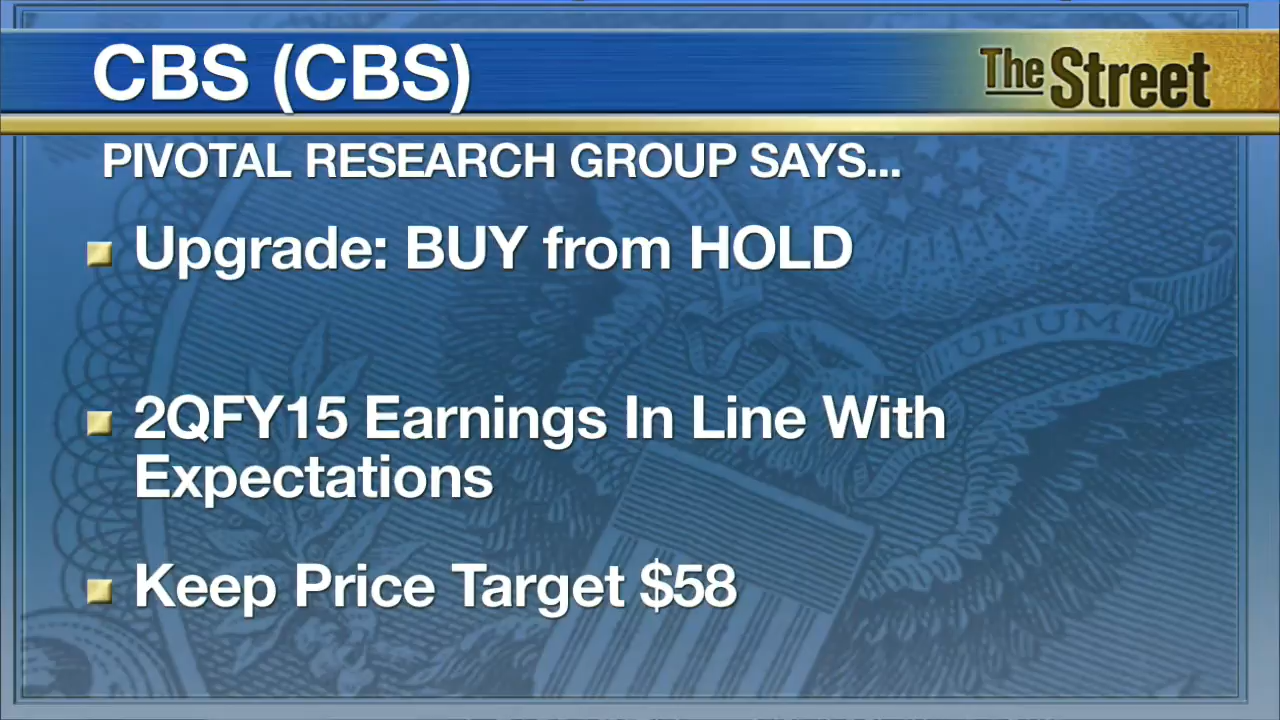 CBS (CBS)
The Street
PIVOTAL RESEARCH GROUP SAYS...
Upgrade: BUY from HOLD
UNUM
2QFY15 Earnings In Line With
Expectations
Keep Price Target $58